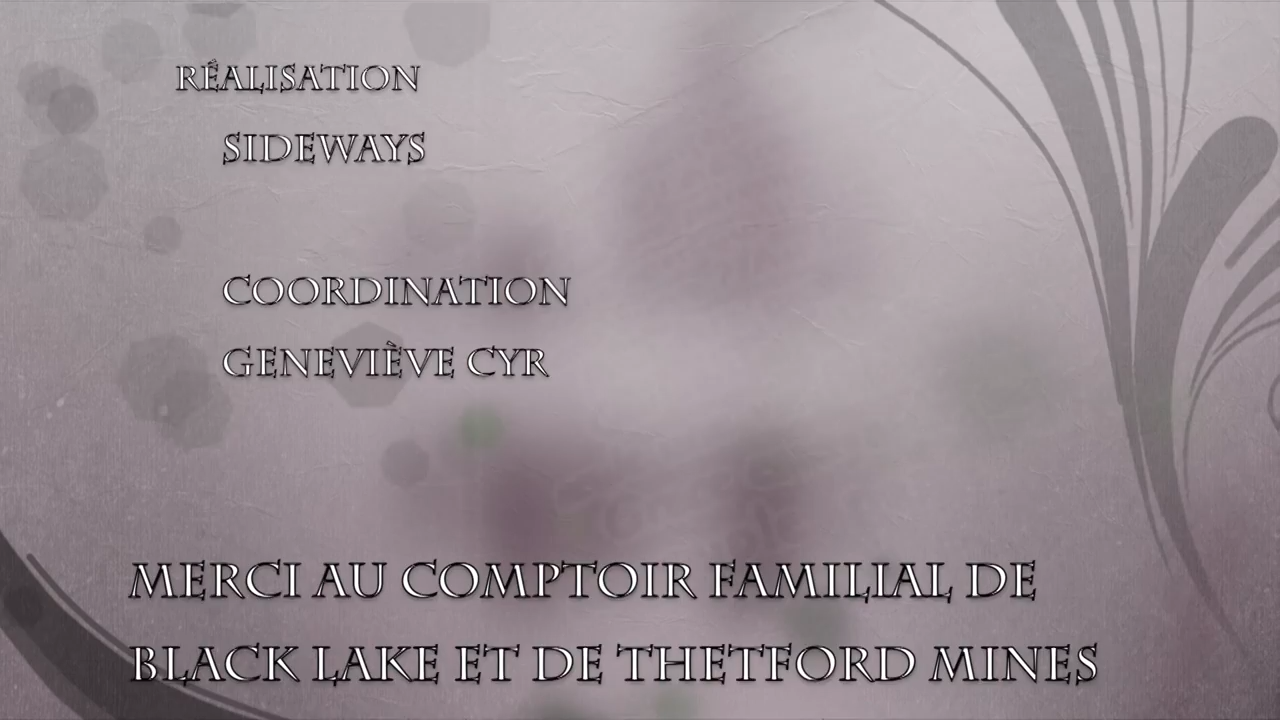 RÉALISATION
SIDEWAYS
COORDINATION
GENEVIÈVE CYR
MERCI AU COMPTOIR FAMILIAL DE
BLACK LAKE ET DE THETFORD MINES